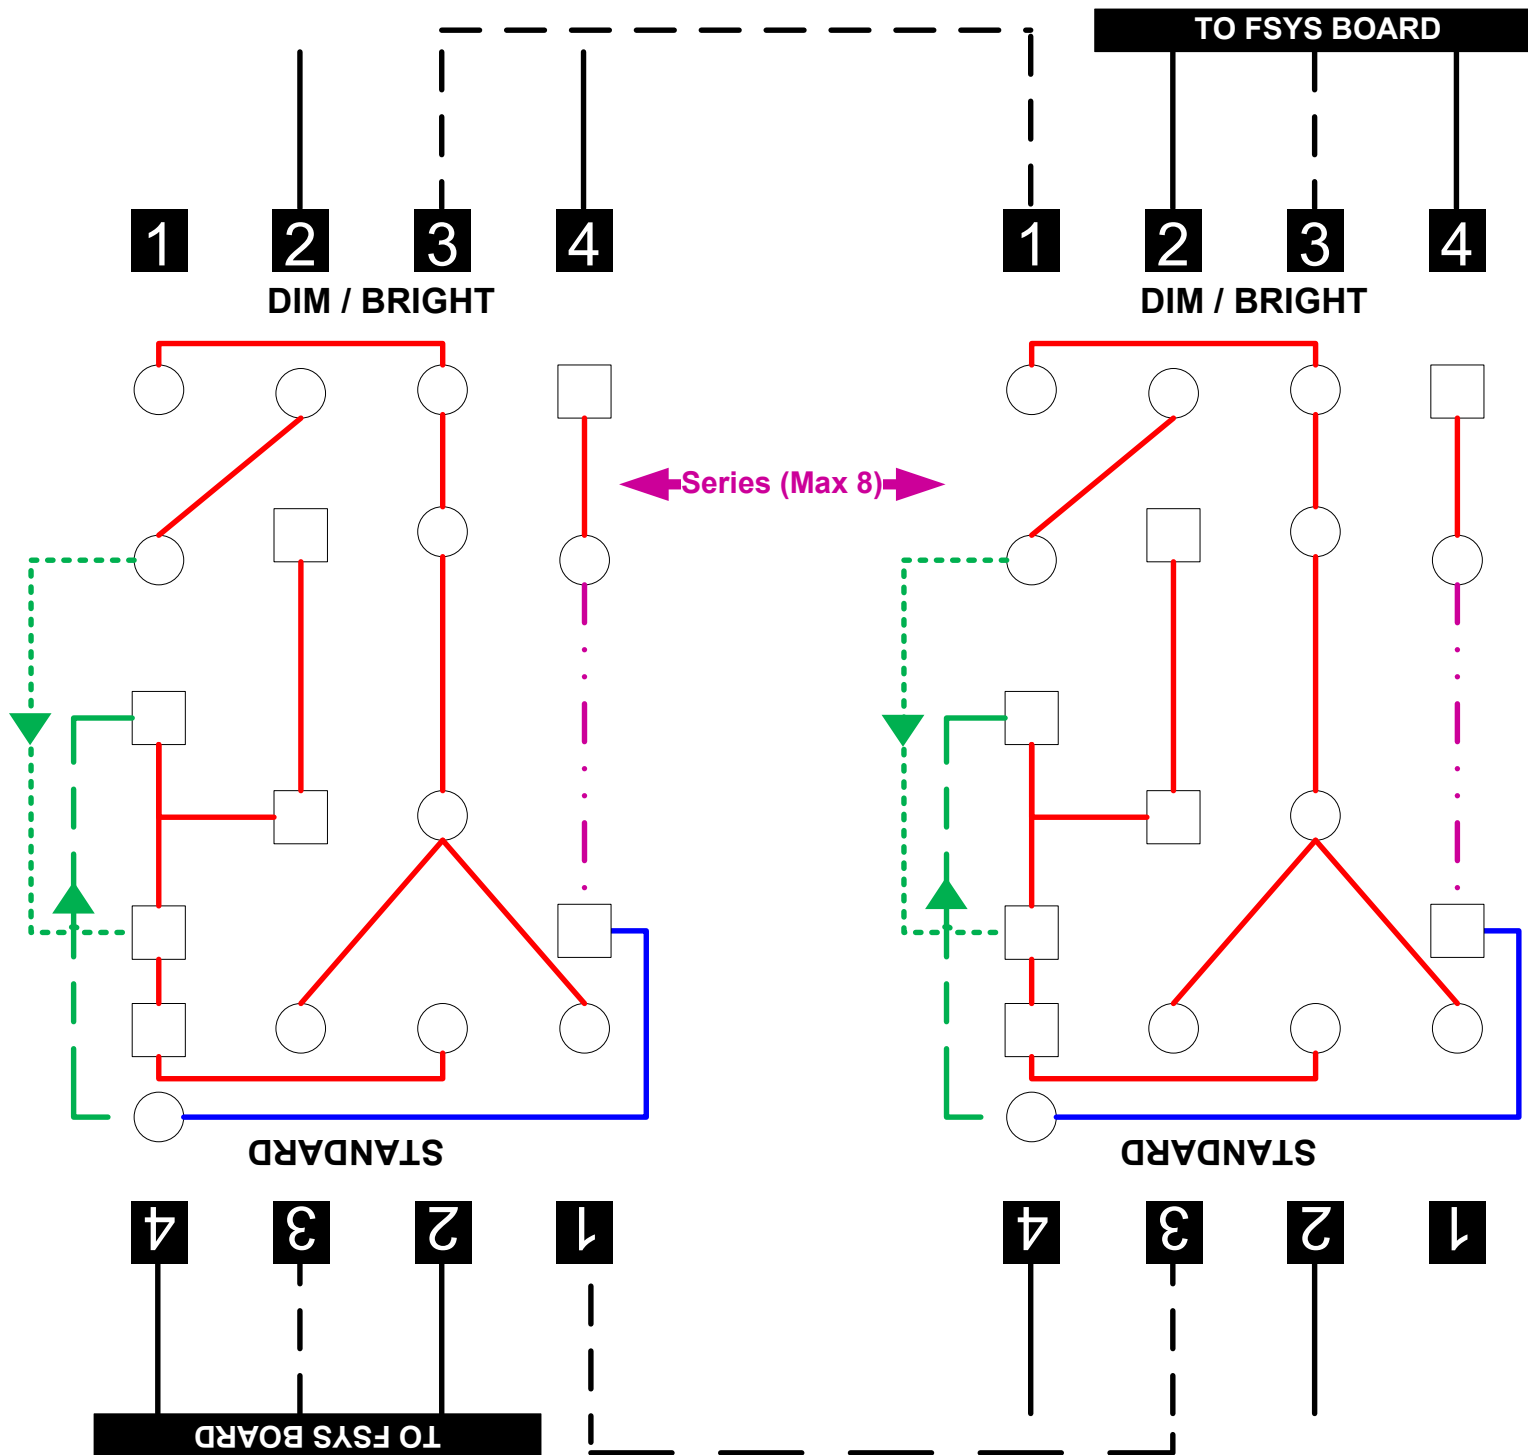 TO FSYS BOARD
1 2 3 4 1 2 3 4
DIM / BRIGHT DIM / BRIGHT
Series (Max 8)
STANDARD STANDARD
4 3 2 1 4 3 2 1
TO FSYS BOARD